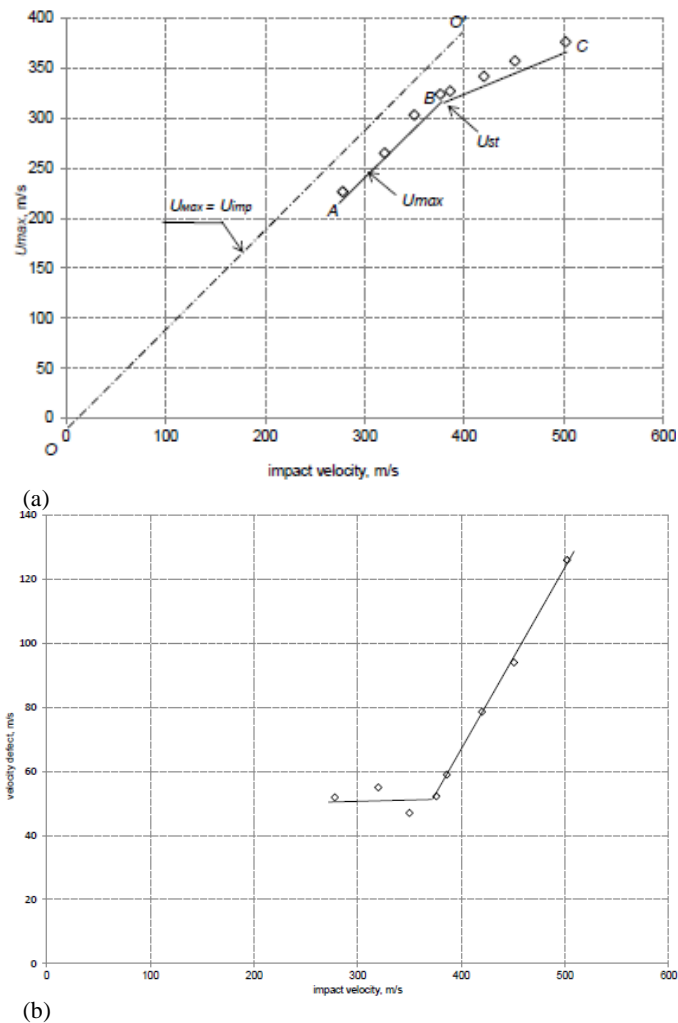 400
O'
350
C
300
B
Ust
250
Umax
200
A
UMax = Uimp
150
100
50
0
Umax, m/s
O
0 100 200 300 400 500 600
impact velocity, m/s
(a)
140
120
100
80
60
40
20
0
velocity defect, m/s
0 100 200 300 400 500 600
impact velocity, m/s
(b)